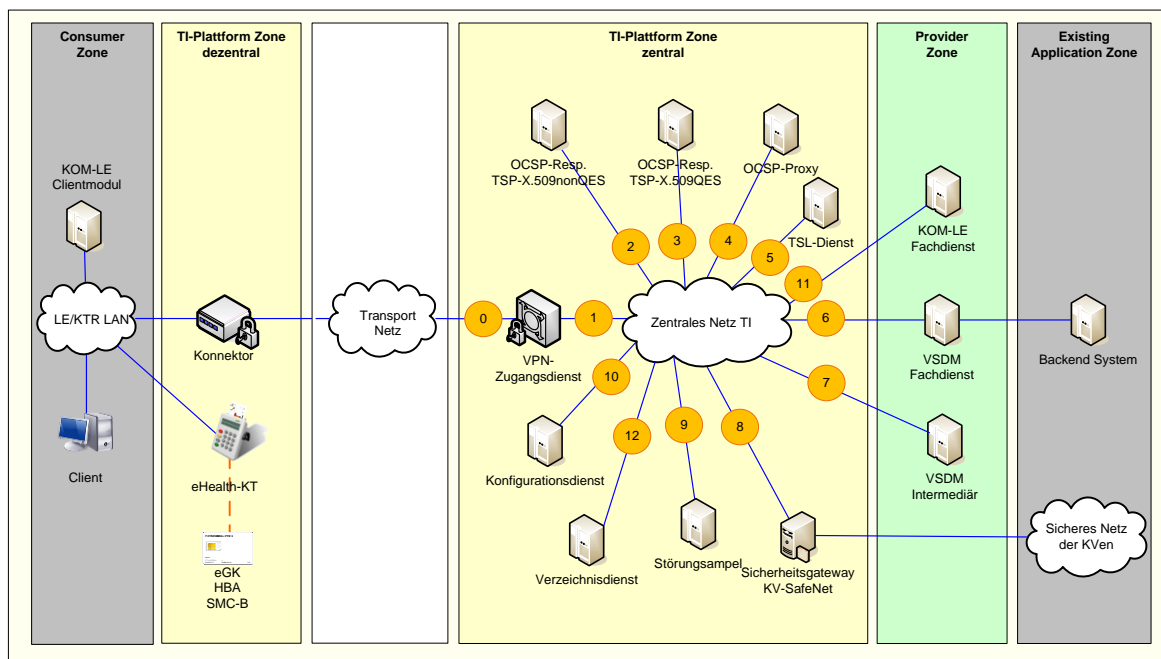 Consumer
Zone
TI-Plattform Zone
dezentral
TI-Plattform Zone
zentral
Provider
Zone
Existing
Application Zone
KOM-LE
Clientmodul
LE/KTR LAN
Client
Konnektor
eHealth-KT
eGK
HBA
SMC-B
Transport
Netz
0
VPN-
Zugangsdienst
1
OCSP-Resp.
TSP-X.509nonQES
OCSP-Resp.
TSP-X.509QES
OCSP-Proxy
TSL-Dienst
2
3
4
5
11
Zentrales Netz TI
6
7
8
9
10
12
Konfigurationsdienst
Verzeichnisdienst
Störungsampel
Sicherheitsgateway
KV-SafeNet
KOM-LE
Fachdienst
VSDM
Fachdienst
VSDM
Intermediär
Backend System
Sicheres Netz
der KVen